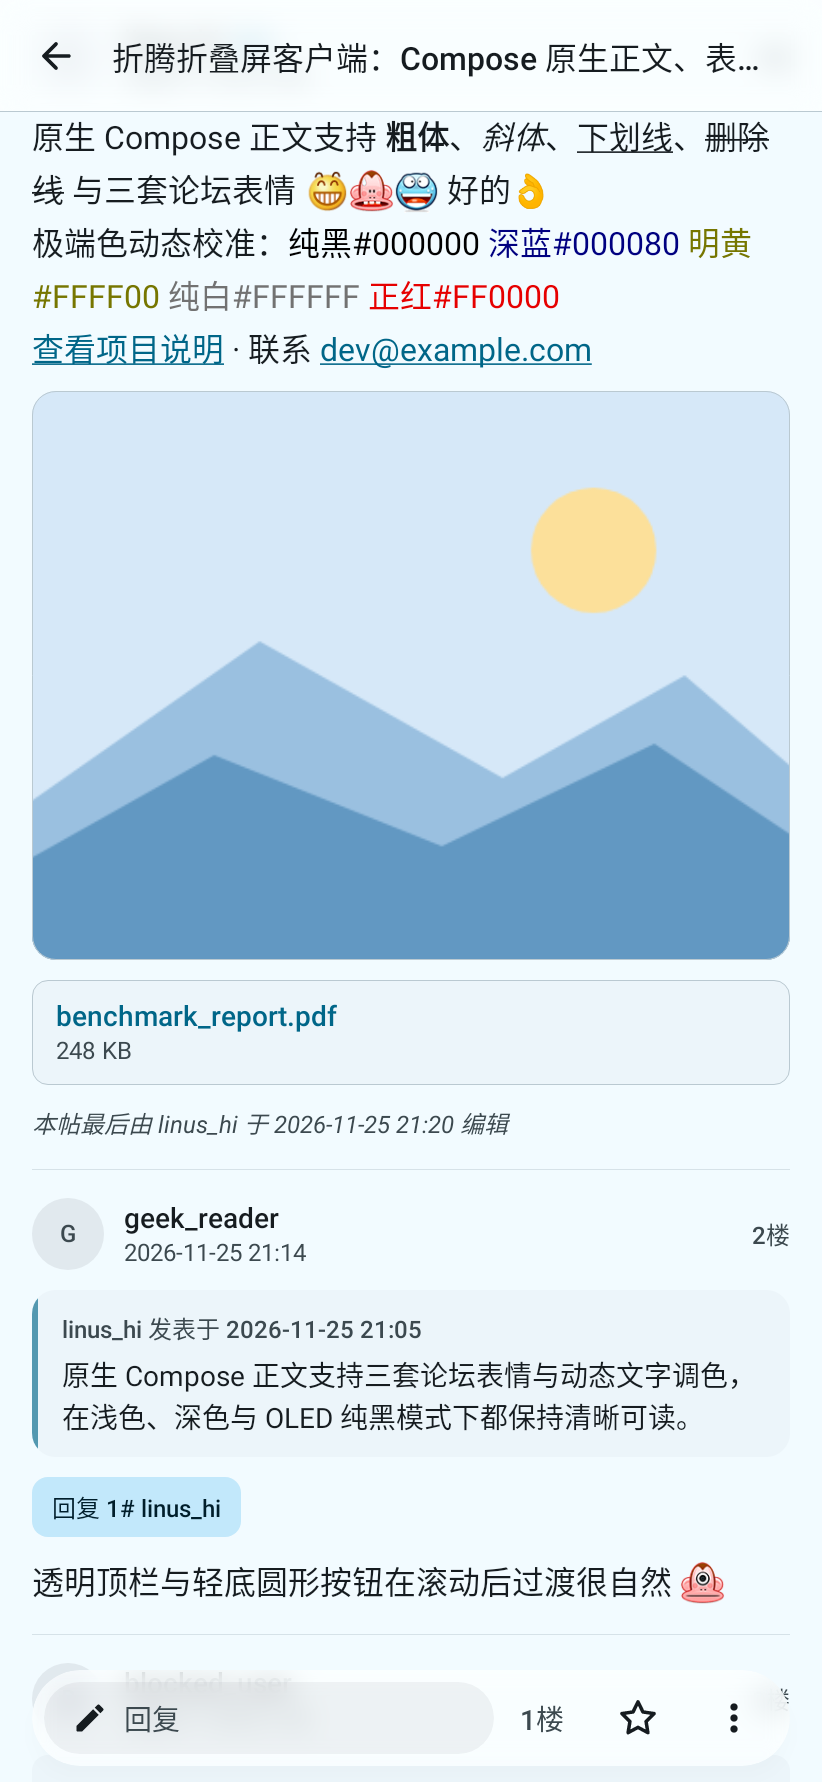 折腾折叠屏客户端：Compose 原生正文、表...
原生 Compose 正文支持 粗体、斜体、下划线、删除
线 与三套论坛表情 😁 好的👌
极端色动态校准：纯黑#000000 深蓝#000080 明黄
#FFFF00 纯白#FFFFFF 正红#FF0000
查看项目说明 · 联系 dev@example.com
benchmark_report.pdf
248 KB
本帖最后由 linus_hi 于 2026-11-25 21:20 编辑
G
geek_reader
2026-11-25 21:14
2楼
linus_hi 发表于 2026-11-25 21:05
原生 Compose 正文支持三套论坛表情与动态文字调色，
在浅色、深色与 OLED 纯黑模式下都保持清晰可读。
回复 1# linus_hi
透明顶栏与轻底圆形按钮在滚动后过渡很自然
blocked_user
回复
1楼